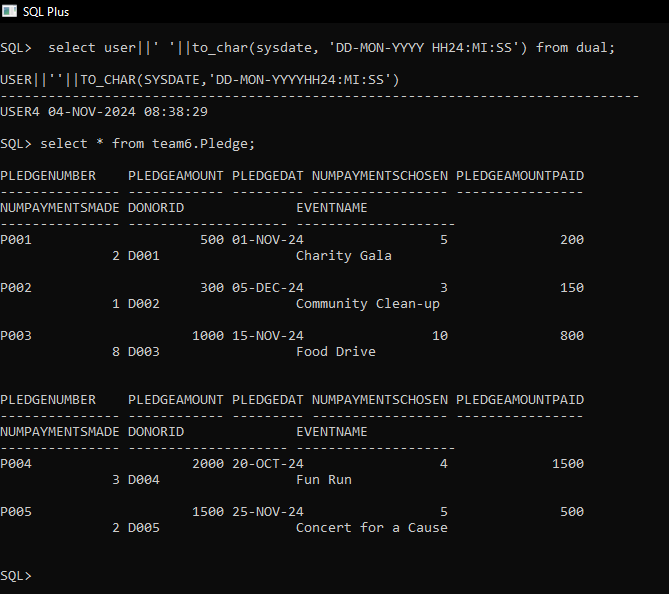 SQL Plus
SQL>  select user||' '||to_char(sysdate, 'DD-MON-YYYY HH24:MI:SS') from dual;
USER||''||TO_CHAR(SYSDATE,'DD-MON-YYYYHH24:MI:SS')
--------------------------------------------------------------------------------
USER4 04-NOV-2024 08:38:29
SQL> select * from team6.Pledge;
PLEDGENUMBER    PLEDGEAMOUNT PLEDGEDAT NUMPAYMENTSCHOSEN PLEDGEAMOUNTPAID
--------------- ------------ --------- ----------------- ----------------
NUMPAYMENTSMADE DONORID              EVENTNAME
--------------- -------------------- --------------------
P001                     500 01-NOV-24                 5              200
              2 D001                 Charity Gala
P002                     300 05-DEC-24                 3              150
              1 D002                 Community Clean-up
P003                    1000 15-NOV-24                10              800
              8 D003                 Food Drive
PLEDGENUMBER    PLEDGEAMOUNT PLEDGEDAT NUMPAYMENTSCHOSEN PLEDGEAMOUNTPAID
--------------- ------------ --------- ----------------- ----------------
NUMPAYMENTSMADE DONORID              EVENTNAME
--------------- -------------------- --------------------
P004                    2000 20-OCT-24                 4             1500
              3 D004                 Fun Run
P005                    1500 25-NOV-24                 5              500
              2 D005                 Concert for a Cause
SQL>